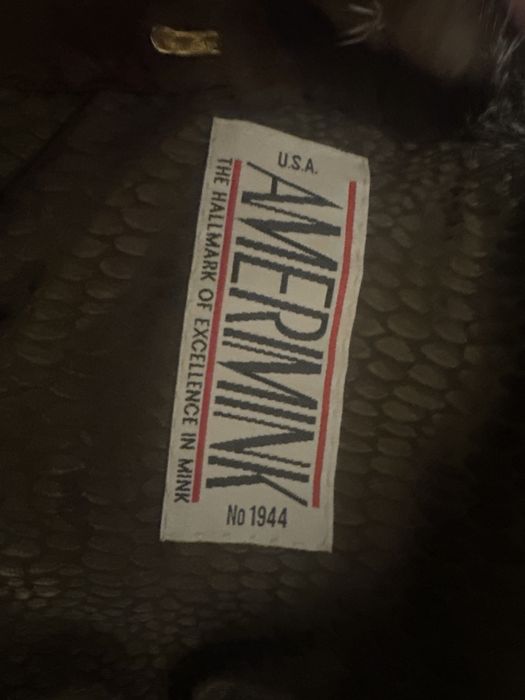 U.S.A.
AMERIMINK
THE HALLMARK OF EXCELLENCE IN MINK
No 1944